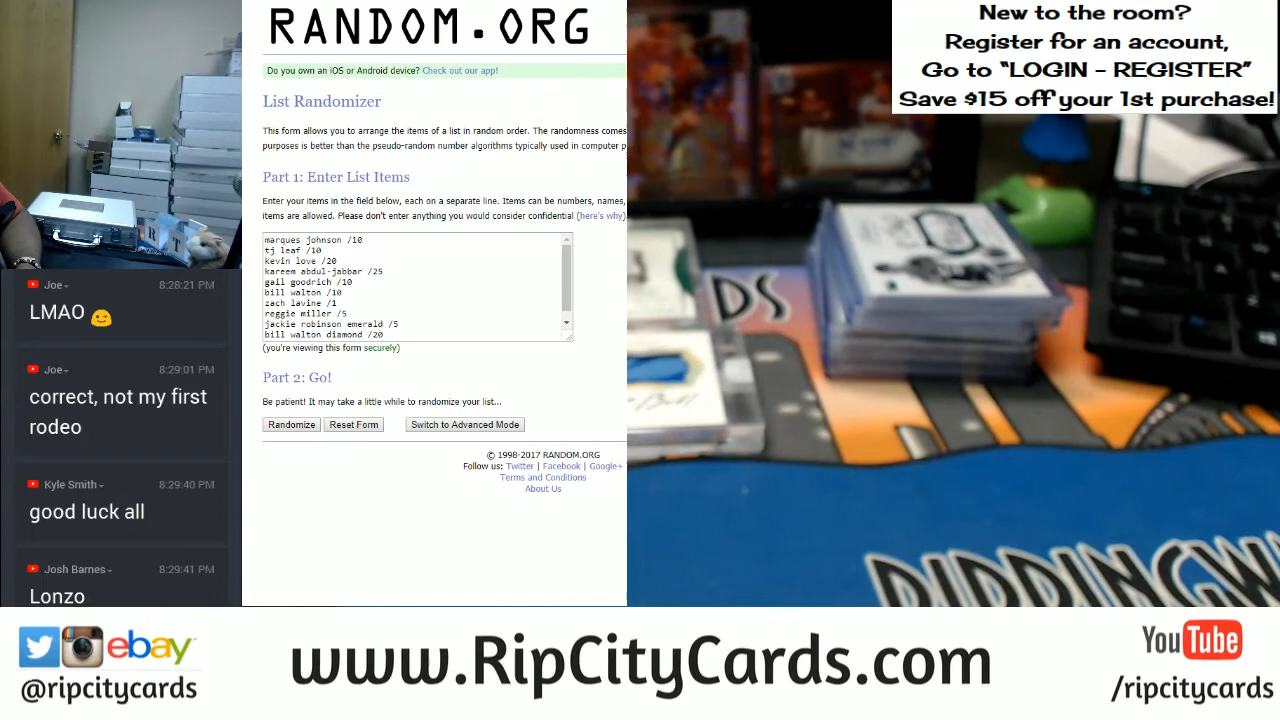 RANDOM.ORG
Do you own an iOS or Android device? Check out our app!
List Randomizer
This form allows you to arrange the items of a list in random order. The randomness comes
purposes is better than the pseudo-random number algorithms typically used in computer p
Part 1: Enter List Items
Enter your items in the field below, each on a separate line. Items can be numbers, names,
items are allowed. Please don't enter anything you would consider confidential (here's why)
marques johnson /10
tj leaf /10
kevin love /20
kareem abdul-jabbar /25
gail goodrich /10
bill walton /10
zach lavine /1
reggie miller /5
jackie robinson emerald /5
bill walton diamond /20
(you're viewing this form securely)
Part 2: Go!
Be patient! It may take a little while to randomize your list...
Randomize
Reset Form
Switch to Advanced Mode
© 1998-2017 RANDOM.ORG
Follow us: Twitter | Facebook | Google+
Terms and Conditions
About Us
Joe 8:28:21 PM
LMAO
Joe 8:29:01 PM
correct, not my first
rodeo
Kyle Smith 8:29:40 PM
good luck all
Josh Barnes 8:29:41 PM
Lonzo
New to the room?
Register for an account,
Go to "LOGIN - REGISTER"
Save $15 off your 1st purchase!
R T
DS
RIPPINGW
ebay
@ripcitycards
www.RipCityCards.com
YouTube
/ripcitycards